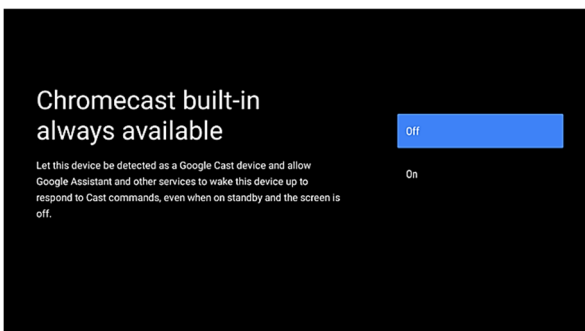 Chromecast built-in
always available
Let this device be detected as a Google Cast device and allow
Google Assistant and other services to wake this device up to
respond to Cast commands, even when on standby and the screen is
off.
Off
On